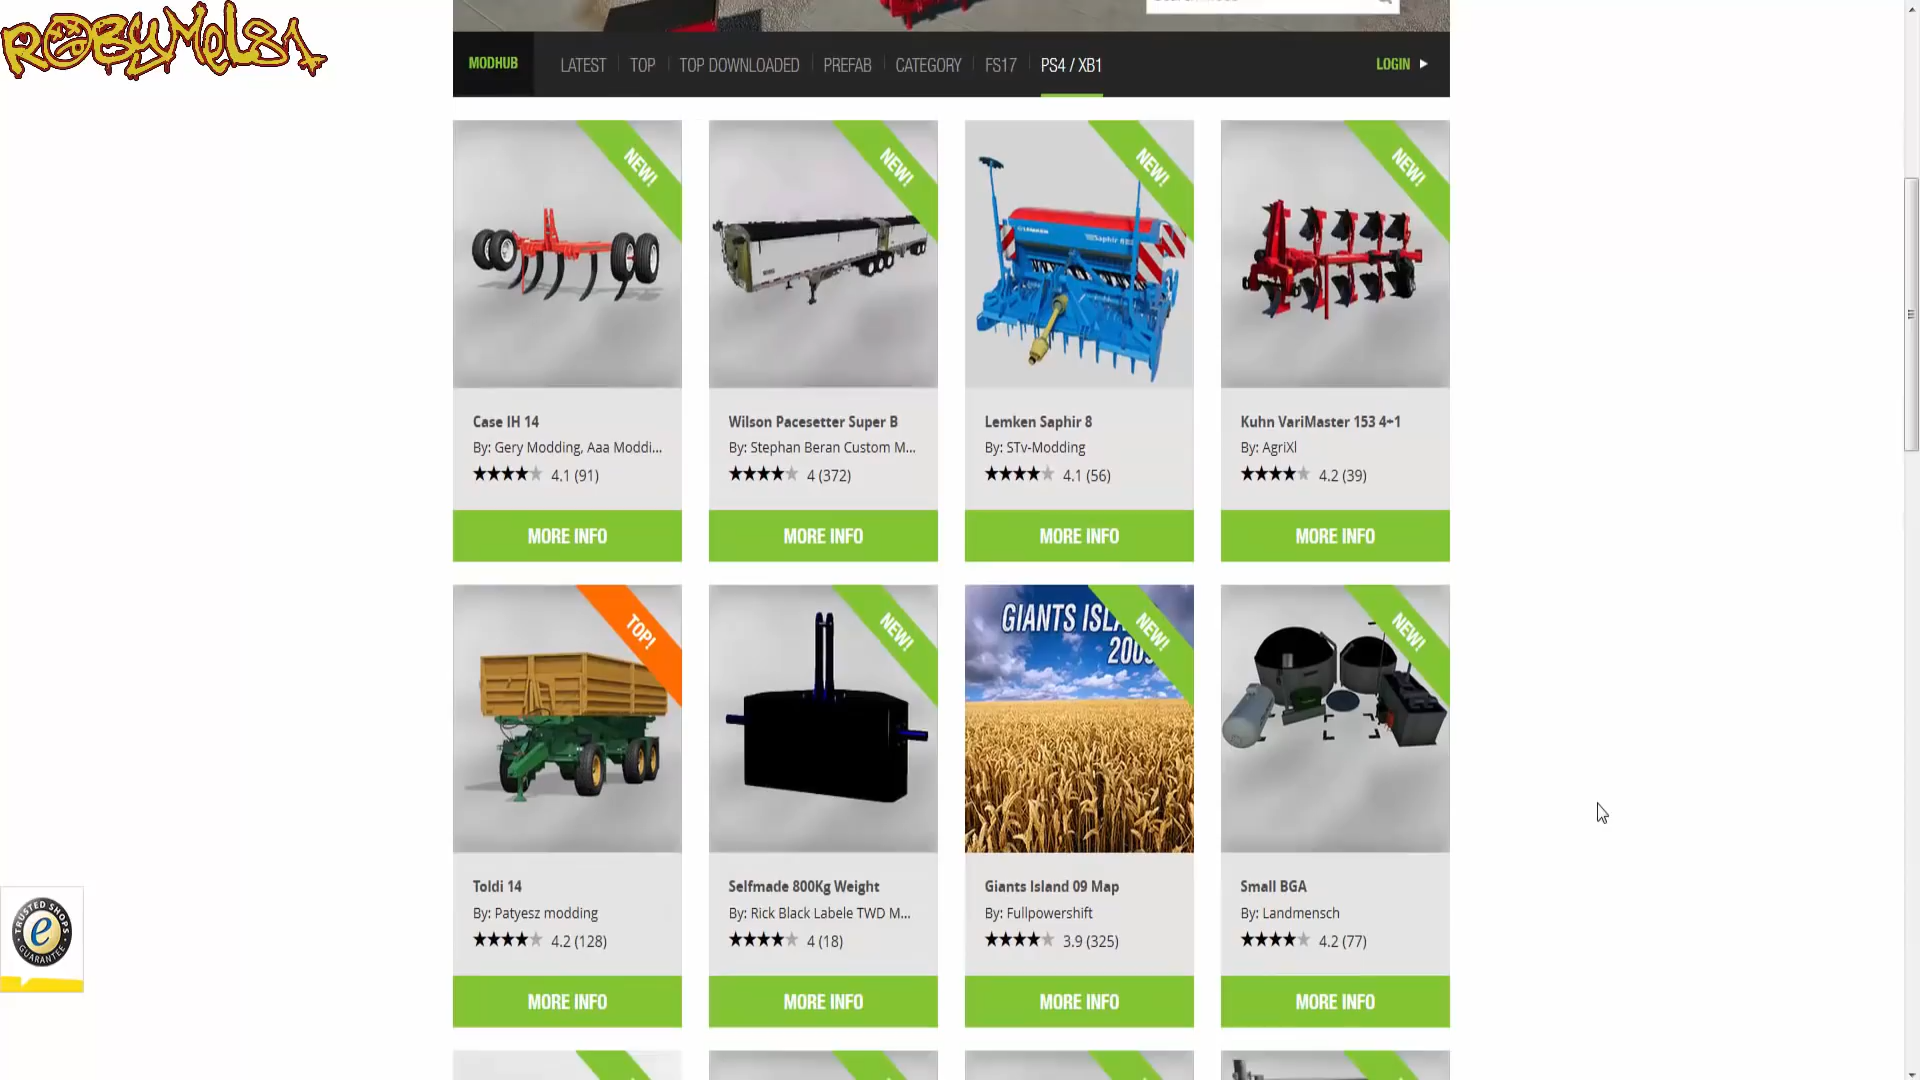 ROBYMEL81
MODHUB LATEST TOP TOP DOWNLOADED PREFAB CATEGORY FS17 PS4 / XB1 LOGIN
NEW! NEW! NEW! NEW!
LEMKEN Saphir 8
Case IH 14 Wilson Pacesetter Super B Lemken Saphir 8 Kuhn VariMaster 153 4+1
By: Gery Modding, Aaa Moddi... By: Stephan Beran Custom M... By: STv-Modding By: AgriXl
4.1 (91) 4 (372) 4.1 (56) 4.2 (39)
MORE INFO MORE INFO MORE INFO MORE INFO
TOP! NEW! NEW! NEW!
GIANTS ISL
200
Toldi 14 Selfmade 800Kg Weight Giants Island 09 Map Small BGA
By: Patyesz modding By: Rick Black Labele TWD M... By: Fullpowershift By: Landmensch
4.2 (128) 4 (18) 3.9 (325) 4.2 (77)
TRUSTED SHOPS
e
GUARANTEE
MORE INFO MORE INFO MORE INFO MORE INFO